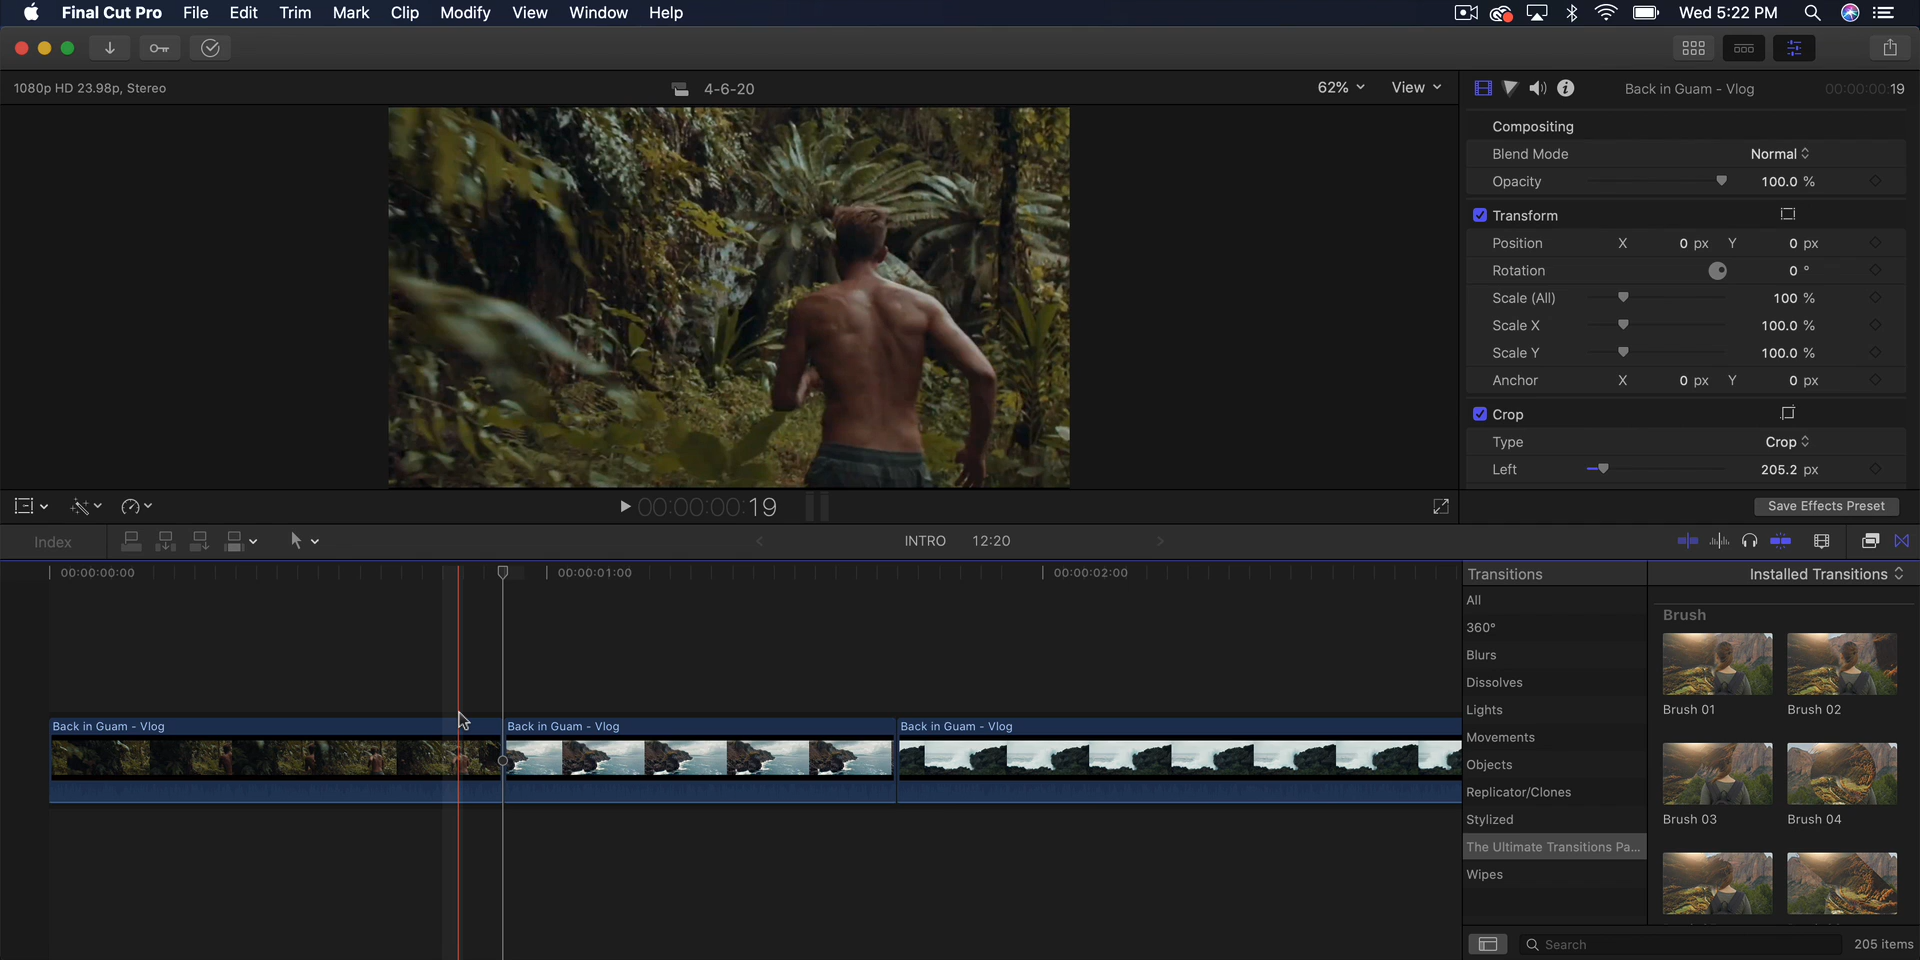 Final Cut Pro File Edit Trim Mark Clip Modify View Window Help Wed 5:22 PM
1080p HD 23.98p, Stereo 4-6-20 62% View Back in Guam - Vlog 00:00:00:19
Compositing
Blend Mode Normal
Opacity 100.0 %
Transform
Position X 0 px Y 0 px
Rotation 0 °
Scale (All) 100 %
Scale X 100.0 %
Scale Y 100.0 %
Anchor X 0 px Y 0 px
Crop
Type Crop
Left 205.2 px
00:00:00:19 Save Effects Preset
Index INTRO 12:20
00:00:00:00 00:00:01:00 00:00:02:00
Back in Guam - Vlog Back in Guam - Vlog Back in Guam - Vlog
Transitions Installed Transitions
All
360°
Blurs
Dissolves
Lights
Movements
Objects
Replicator/Clones
Stylized
The Ultimate Transitions Pa...
Wipes
Brush
Brush 01 Brush 02
Brush 03 Brush 04
Search 205 items